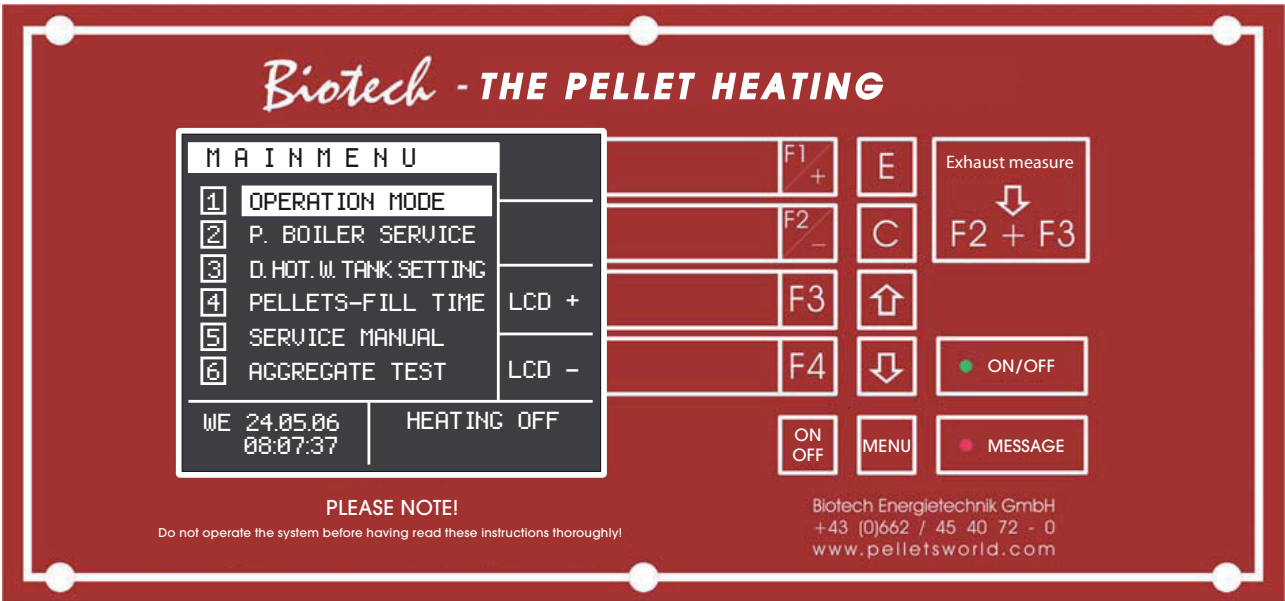 Biotech - THE PELLET HEATING
MAINMENU
1 OPERATION MODE
2 P. BOILER SERVICE
3 D.HOT.W.TANK SETTING
4 PELLETS-FILL TIME
5 SERVICE MANUAL
6 AGGREGATE TEST
LCD +
LCD -
WE 24.05.06
08:07:37
HEATING OFF
F1/+
E
F2/-
C
F3
⇧
F4
⇩
ON
OFF
MENU
Exhaust measure
⇩
F2 + F3
ON/OFF
MESSAGE
PLEASE NOTE!
Do not operate the system before having read these instructions thoroughly!
Biotech Energietechnik GmbH
+43 (0)662 / 45 40 72 - 0
www.pelletsworld.com